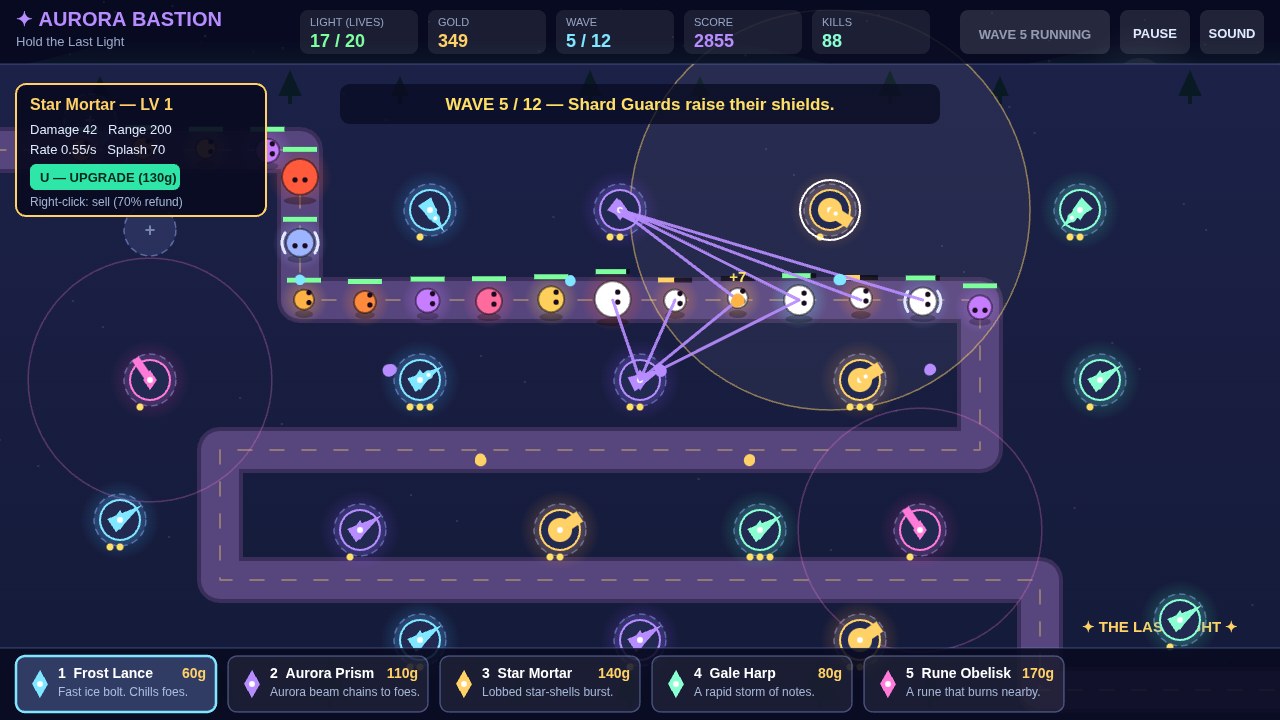 ✦ AURORA BASTION
Hold the Last Light
LIGHT (LIVES)
17 / 20
GOLD
349
WAVE
5 / 12
SCORE
2855
KILLS
88
WAVE 5 RUNNING
PAUSE
SOUND
Star Mortar — LV 1
Damage 42 Range 200
Rate 0.55/s Splash 70
U — UPGRADE (130g)
Right-click: sell (70% refund)
WAVE 5 / 12 — Shard Guards raise their shields.
+
+7
✦ THE LAS GHT ✦
1 Frost Lance 60g
Fast ice bolt. Chills foes.
2 Aurora Prism 110g
Aurora beam chains to foes.
3 Star Mortar 140g
Lobbed star-shells burst.
4 Gale Harp 80g
A rapid storm of notes.
5 Rune Obelisk 170g
A rune that burns nearby.